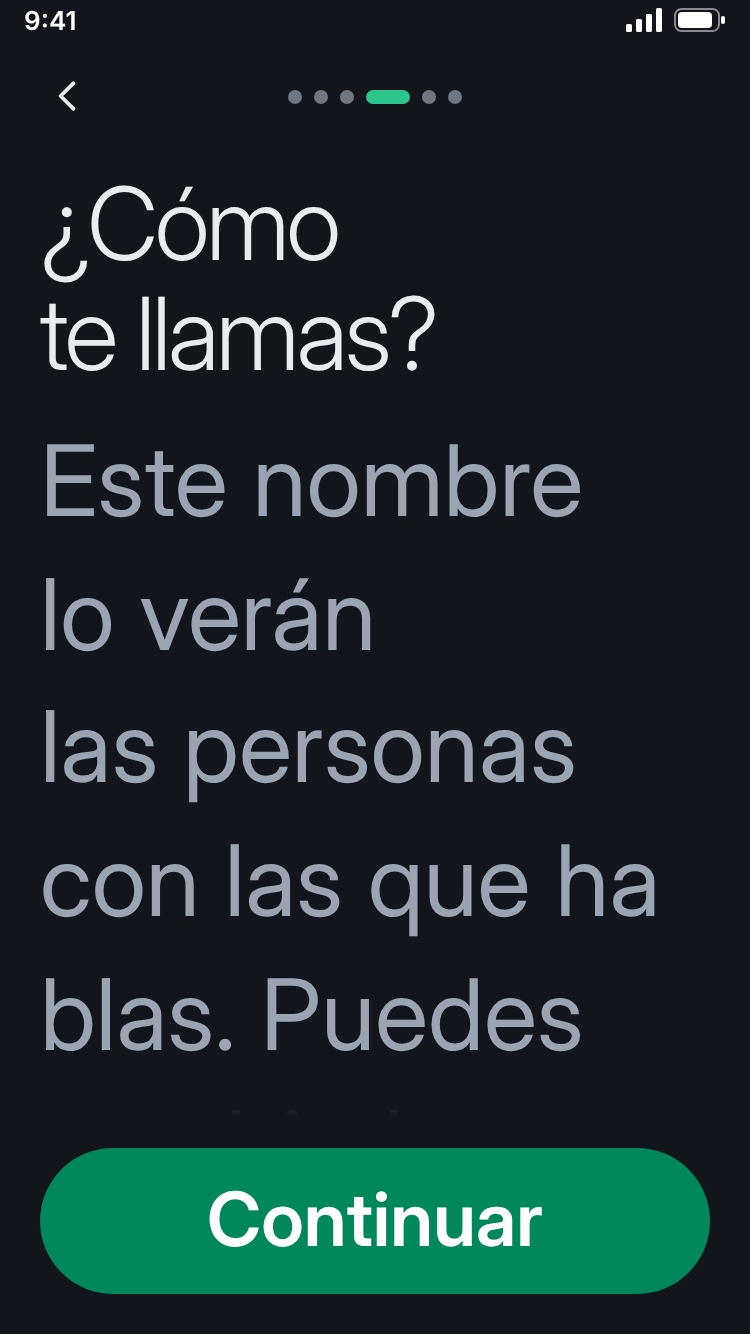 9:41
¿Cómo
te llamas?
Este nombre
lo verán
las personas
con las que ha
blas. Puedes
Continuar